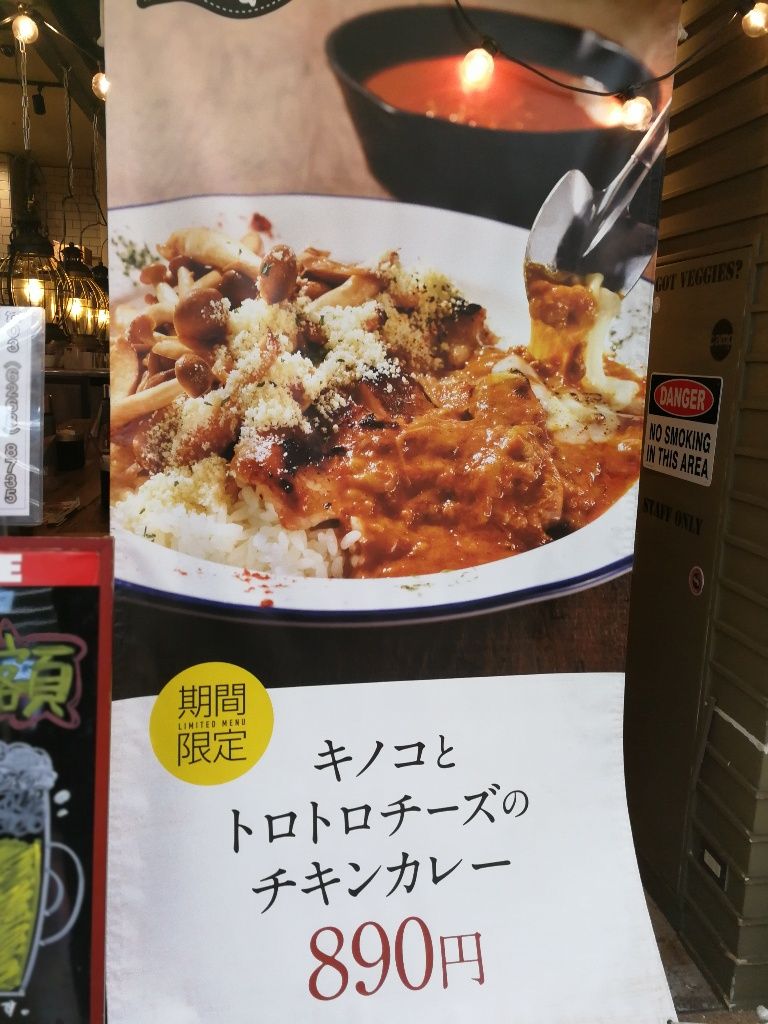 GOT VEGGIES?
camp
DANGER
NO SMOKING
IN THIS AREA
STAFF ONLY
E
額
期間
LIMITED MENU
限定
キノコと
トロトロチーズの
チキンカレー
890円